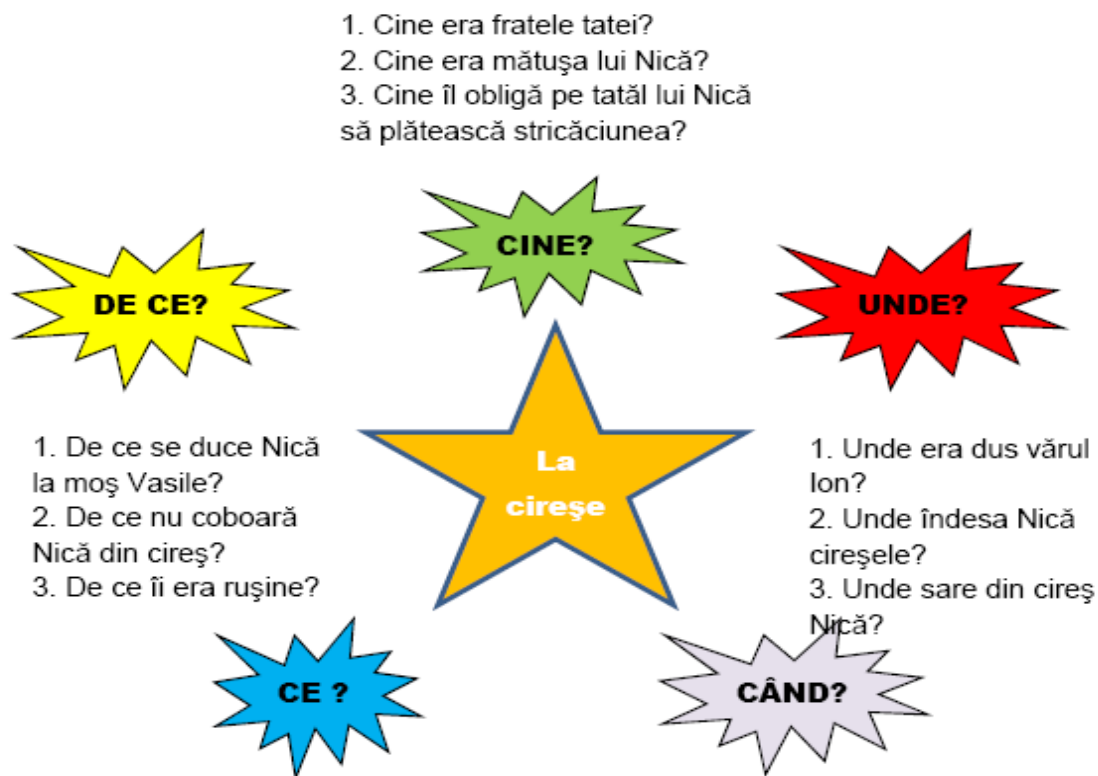 1. Cine era fratele tatei?
2. Cine era mătuşa lui Nică?
3. Cine îl obligă pe tatăl lui Nică
să plătească stricăciunea?
CINE?
DE CE?
UNDE?
La
cireşe
1. De ce se duce Nică
la moş Vasile?
2. De ce nu coboară
Nică din cireş?
3. De ce îi era ruşine?
1. Unde era dus vărul
Ion?
2. Unde îndesa Nică
cireşele?
3. Unde sare din cireş
Nică?
CE ?
CÂND?